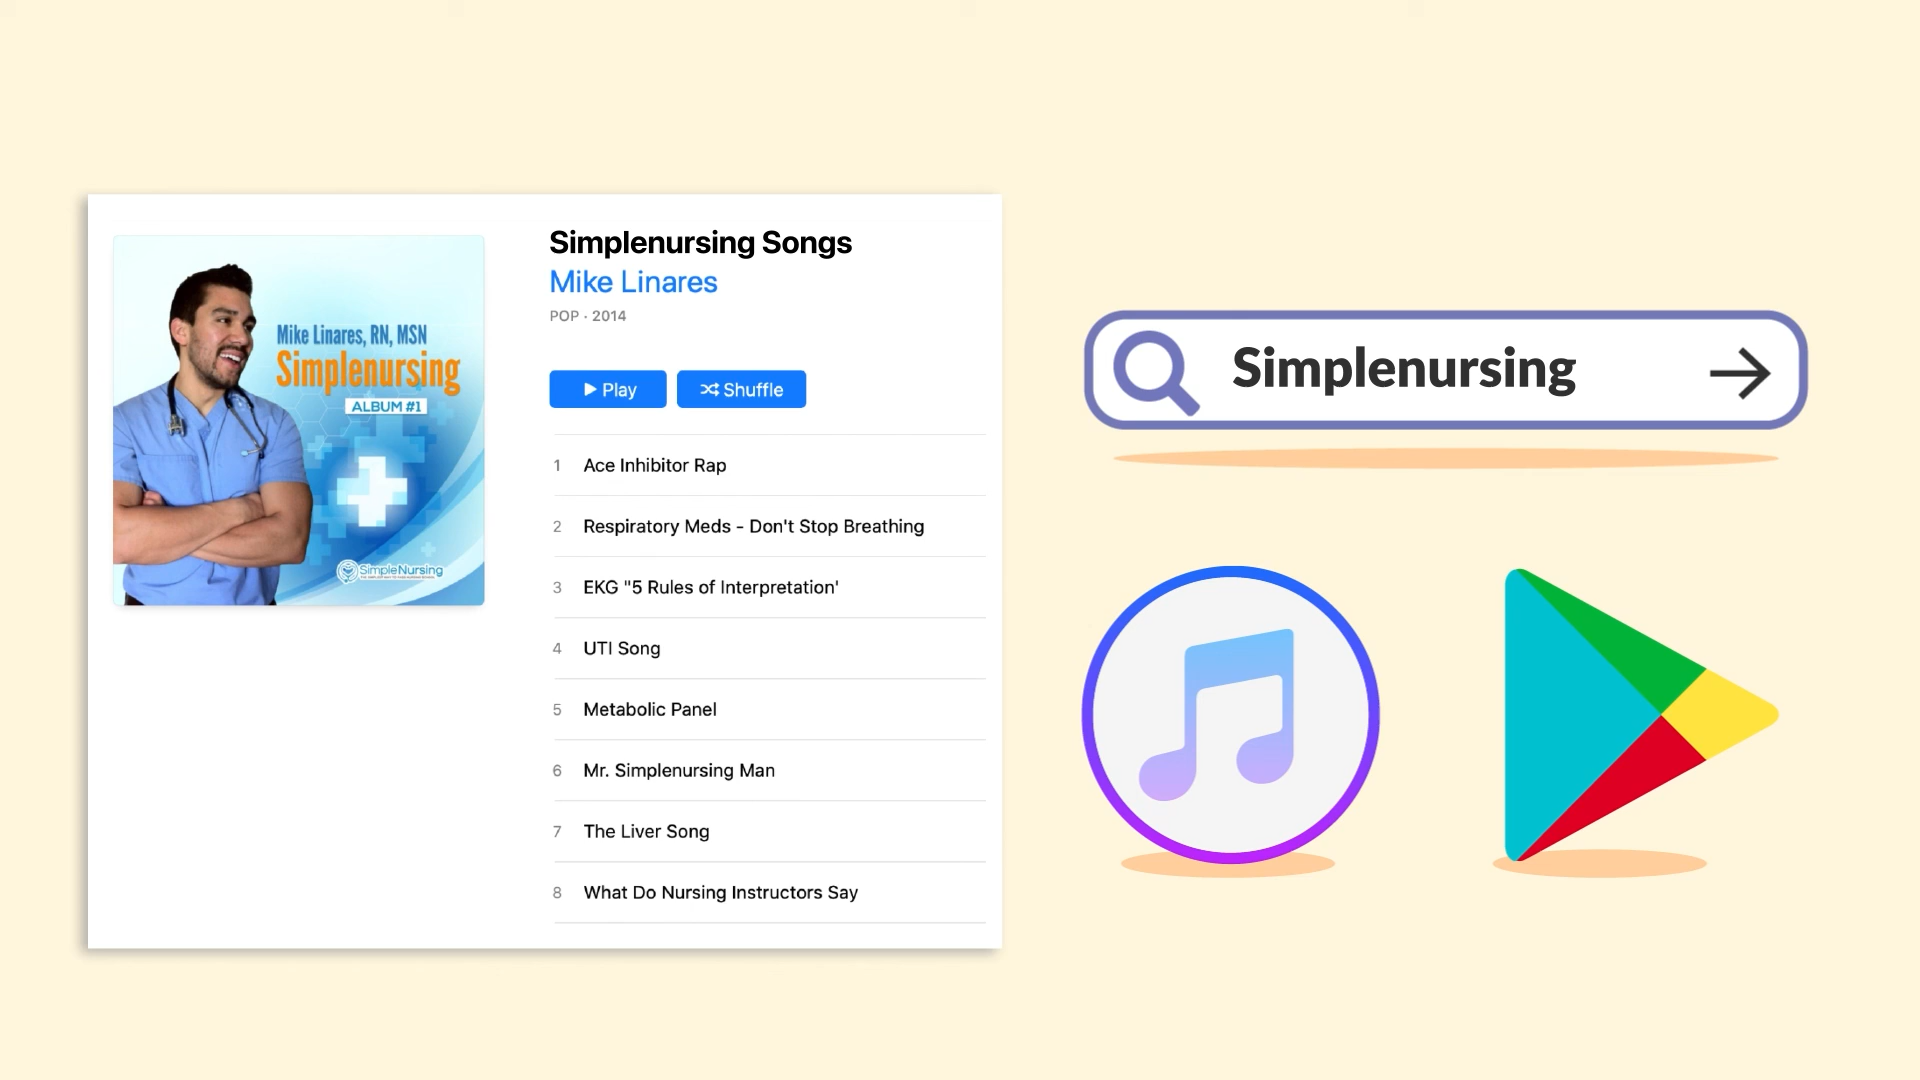 Mike Linares, RN, MSN
Simplenursing
ALBUM #1
SimpleNursing
Simplenursing Songs
Mike Linares
POP · 2014
Play
Shuffle
1 Ace Inhibitor Rap
2 Respiratory Meds - Don't Stop Breathing
3 EKG "5 Rules of Interpretation'
4 UTI Song
5 Metabolic Panel
6 Mr. Simplenursing Man
7 The Liver Song
8 What Do Nursing Instructors Say
Simplenursing